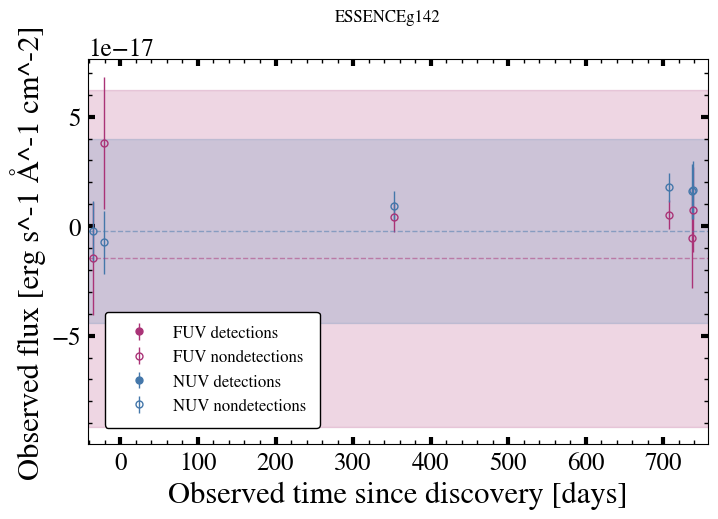 ESSENCEg142
1e−17
Observed flux [erg s^-1 Å^-1 cm^-2]
5
0
−5
FUV detections
FUV nondetections
NUV detections
NUV nondetections
0 100 200 300 400 500 600 700
Observed time since discovery [days]